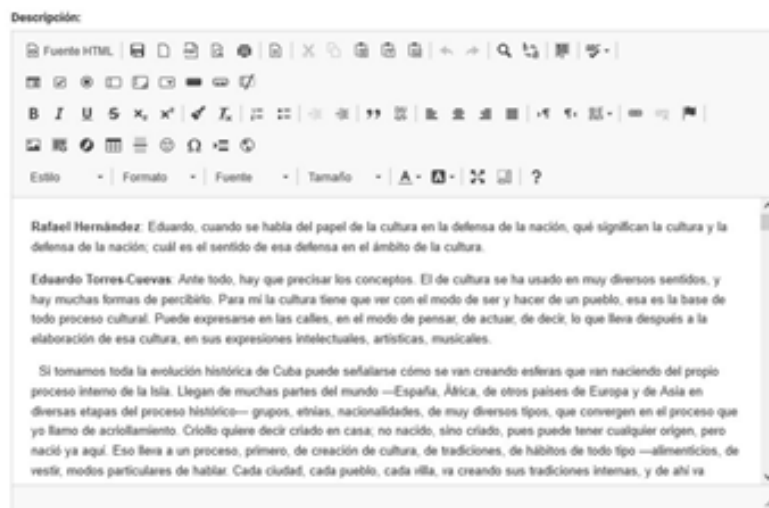 Descripción:
Fuente HTML
B I U S x, x² Tx
Estilo Formato Fuente Tamaño A A ?
Rafael Hernández: Eduardo, cuando se habla del papel de la cultura en la defensa de la nación, qué significan la cultura y la
defensa de la nación; cuál es el sentido de esa defensa en el ámbito de la cultura.
Eduardo Torres-Cuevas: Ante todo, hay que precisar los conceptos. El de cultura se ha usado en muy diversos sentidos, y
hay muchas formas de percibirlo. Para mí la cultura tiene que ver con el modo de ser y hacer de un pueblo, esa es la base de
todo proceso cultural. Puede expresarse en las calles, en el modo de pensar, de actuar, de decir, lo que lleva después a la
elaboración de esa cultura, en sus expresiones intelectuales, artísticas, musicales.
Si tomamos toda la evolución histórica de Cuba puede señalarse cómo se van creando esferas que van naciendo del propio
proceso interno de la Isla. Llegan de muchas partes del mundo —España, África, de otros países de Europa y de Asia en
diversas etapas del proceso histórico— grupos, etnias, nacionalidades, de muy diversos tipos, que convergen en el proceso que
yo llamo de acriollamiento. Criollo quiere decir criado en casa; no nacido, sino criado, pues puede tener cualquier origen, pero
nació ya aquí. Eso lleva a un proceso, primero, de creación de cultura, de tradiciones, de hábitos de todo tipo —alimenticios, de
vestir, modos particulares de hablar. Cada ciudad, cada pueblo, cada villa, va creando sus tradiciones internas, y de ahí va